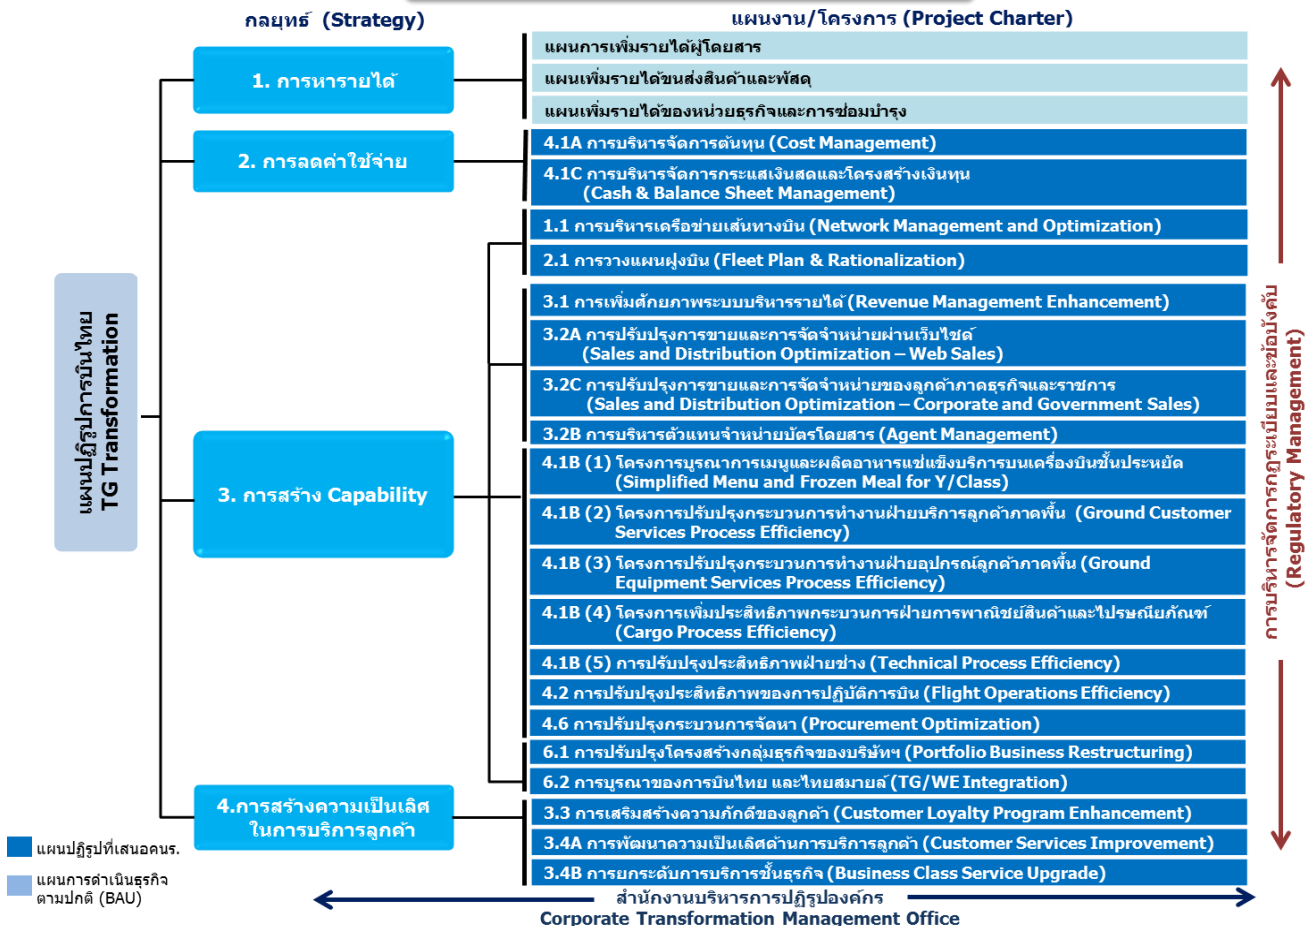 กลยุทธ์ (Strategy)
แผนงาน/โครงการ (Project Charter)
แผนปฏิรูปการบินไทย
TG Transformation
1. การหารายได้
แผนการเพิ่มรายได้ผู้โดยสาร
แผนเพิ่มรายได้ขนส่งสินค้าและพัสดุ
แผนเพิ่มรายได้ของหน่วยธุรกิจและการซ่อมบำรุง
2. การลดค่าใช้จ่าย
4.1A การบริหารจัดการต้นทุน (Cost Management)
4.1C การบริหารจัดการกระแสเงินสดและโครงสร้างเงินทุน
(Cash & Balance Sheet Management)
3. การสร้าง Capability
1.1 การบริหารเครือข่ายเส้นทางบิน (Network Management and Optimization)
2.1 การวางแผนฝูงบิน (Fleet Plan & Rationalization)
3.1 การเพิ่มศักยภาพระบบบริหารรายได้ (Revenue Management Enhancement)
3.2A การปรับปรุงการขายและการจัดจำหน่ายผ่านเว็บไซด์
(Sales and Distribution Optimization – Web Sales)
3.2C การปรับปรุงการขายและการจัดจำหน่ายของลูกค้าภาคธุรกิจและราชการ
(Sales and Distribution Optimization – Corporate and Government Sales)
3.2B การบริหารตัวแทนจำหน่ายบัตรโดยสาร (Agent Management)
4.1B (1) โครงการบูรณาการเมนูและผลิตอาหารแช่แข็งบริการบนเครื่องบินชั้นประหยัด
(Simplified Menu and Frozen Meal for Y/Class)
4.1B (2) โครงการปรับปรุงกระบวนการทำงานฝ่ายบริการลูกค้าภาคพื้น (Ground Customer
Services Process Efficiency)
4.1B (3) โครงการปรับปรุงกระบวนการทำงานฝ่ายอุปกรณ์ลูกค้าภาคพื้น (Ground
Equipment Services Process Efficiency)
4.1B (4) โครงการเพิ่มประสิทธิภาพกระบวนการฝ่ายการพาณิชย์สินค้าและไปรษณียภัณฑ์
(Cargo Process Efficiency)
4.1B (5) การปรับปรุงประสิทธิภาพฝ่ายช่าง (Technical Process Efficiency)
4.2 การปรับปรุงประสิทธิภาพของการปฏิบัติการบิน (Flight Operations Efficiency)
4.6 การปรับปรุงกระบวนการจัดหา (Procurement Optimization)
6.1 การปรับปรุงโครงสร้างกลุ่มธุรกิจของบริษัทฯ (Portfolio Business Restructuring)
6.2 การบูรณาของการบินไทย และไทยสมายล์ (TG/WE Integration)
4.การสร้างความเป็นเลิศ
ในการบริการลูกค้า
3.3 การเสริมสร้างความภักดีของลูกค้า (Customer Loyalty Program Enhancement)
3.4A การพัฒนาความเป็นเลิศด้านการบริการลูกค้า (Customer Services Improvement)
3.4B การยกระดับการบริการชั้นธุรกิจ (Business Class Service Upgrade)
การบริหารจัดการกฎระเบียบและข้อบังคับ
(Regulatory Management)
แผนปฏิรูปที่เสนอคนร.
แผนการดำเนินธุรกิจ
ตามปกติ (BAU)
สำนักงานบริหารการปฏิรูปองค์กร
Corporate Transformation Management Office